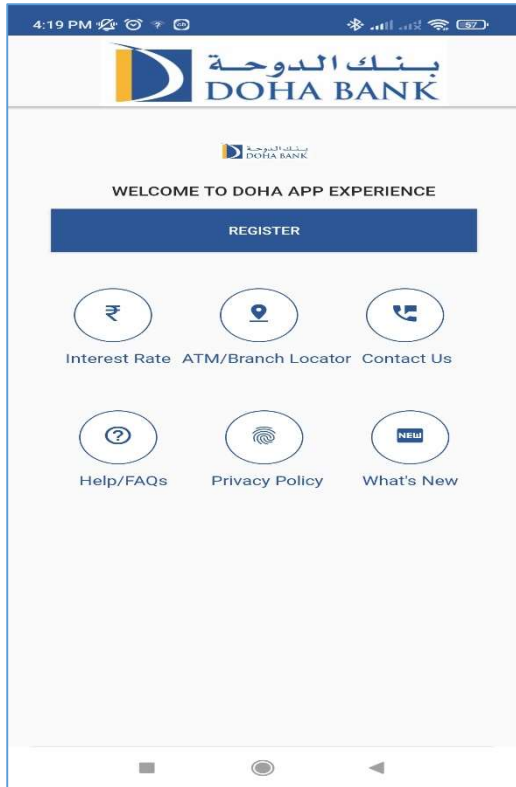 4:19 PM
57
بنك الدوحة
DOHA BANK
بنك الدوحة
DOHA BANK
WELCOME TO DOHA APP EXPERIENCE
REGISTER
₹
Interest Rate ATM/Branch Locator Contact Us
NEW
Help/FAQs Privacy Policy What's New